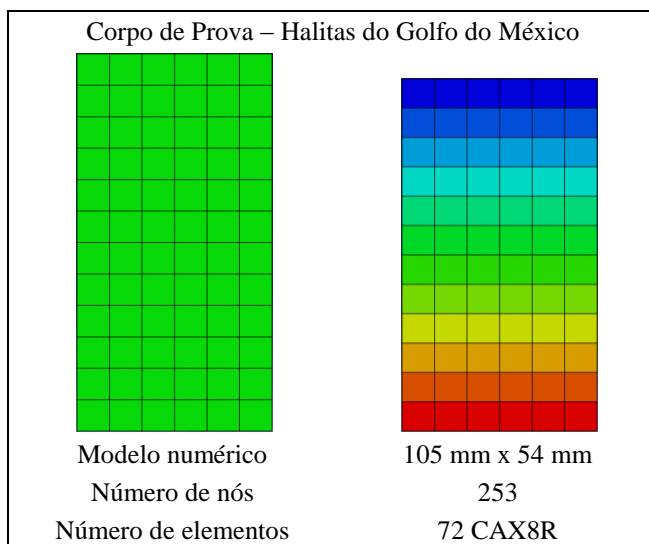 Corpo de Prova – Halitas do Golfo do México
Modelo numérico 105 mm x 54 mm
Número de nós 253
Número de elementos 72 CAX8R